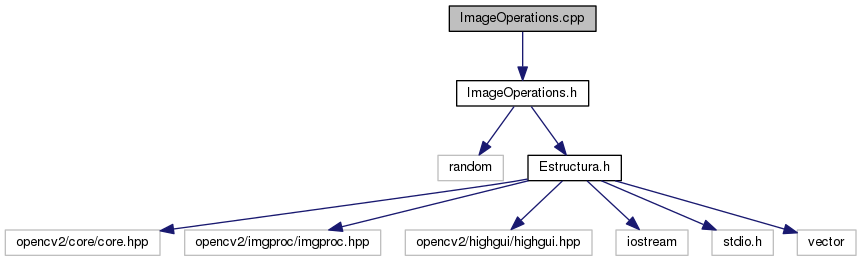 ImageOperations.cpp
ImageOperations.h
random
Estructura.h
opencv2/core/core.hpp
opencv2/imgproc/imgproc.hpp
opencv2/highgui/highgui.hpp
iostream
stdio.h
vector